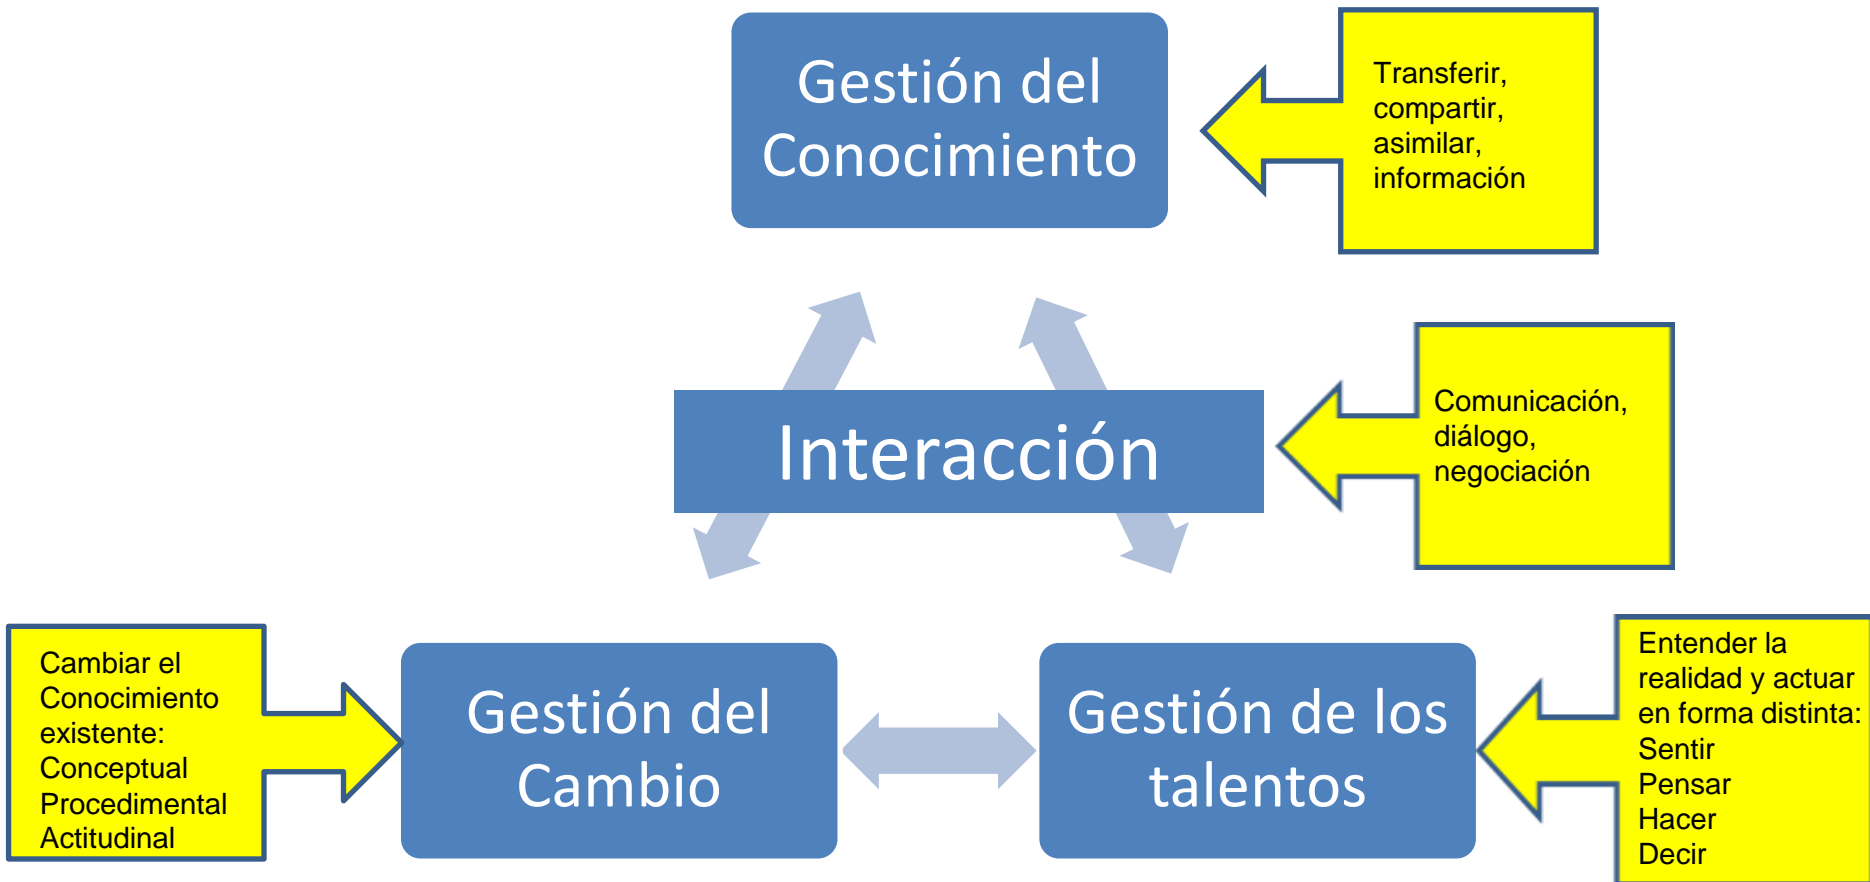 Gestión del
Conocimiento
Transferir,
compartir,
asimilar,
información
Interacción
Comunicación,
diálogo,
negociación
Cambiar el
Conocimiento
existente:
Conceptual
Procedimental
Actitudinal
Gestión del
Cambio
Gestión de los
talentos
Entender la
realidad y actuar
en forma distinta:
Sentir
Pensar
Hacer
Decir